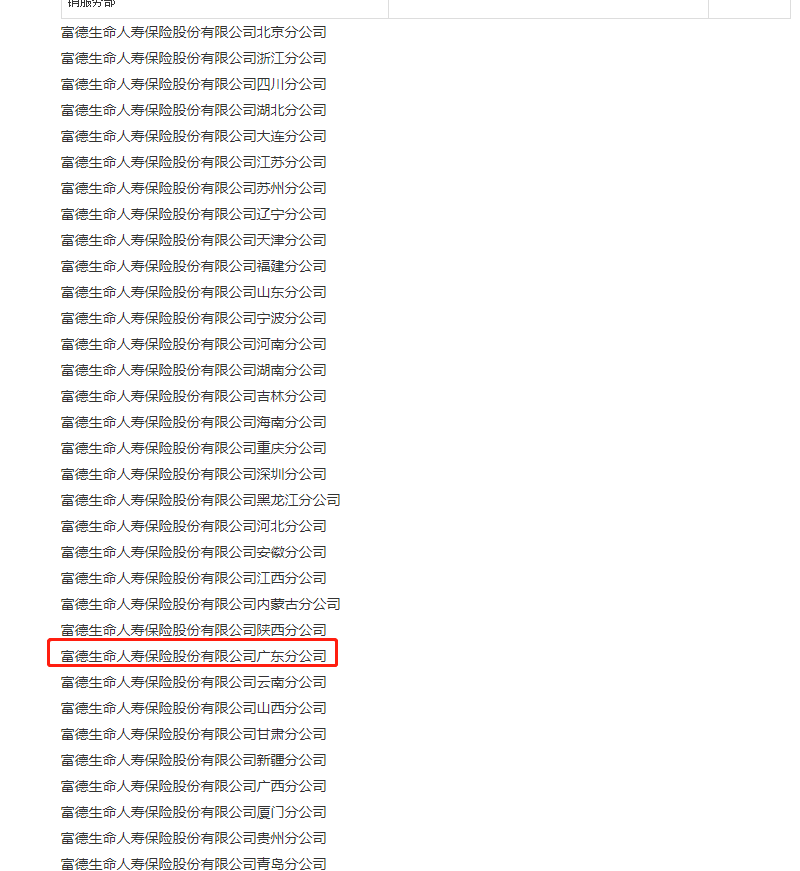 销服务部
富德生命人寿保险股份有限公司北京分公司
富德生命人寿保险股份有限公司浙江分公司
富德生命人寿保险股份有限公司四川分公司
富德生命人寿保险股份有限公司湖北分公司
富德生命人寿保险股份有限公司大连分公司
富德生命人寿保险股份有限公司江苏分公司
富德生命人寿保险股份有限公司苏州分公司
富德生命人寿保险股份有限公司辽宁分公司
富德生命人寿保险股份有限公司天津分公司
富德生命人寿保险股份有限公司福建分公司
富德生命人寿保险股份有限公司山东分公司
富德生命人寿保险股份有限公司宁波分公司
富德生命人寿保险股份有限公司河南分公司
富德生命人寿保险股份有限公司湖南分公司
富德生命人寿保险股份有限公司吉林分公司
富德生命人寿保险股份有限公司海南分公司
富德生命人寿保险股份有限公司重庆分公司
富德生命人寿保险股份有限公司深圳分公司
富德生命人寿保险股份有限公司黑龙江分公司
富德生命人寿保险股份有限公司河北分公司
富德生命人寿保险股份有限公司安徽分公司
富德生命人寿保险股份有限公司江西分公司
富德生命人寿保险股份有限公司内蒙古分公司
富德生命人寿保险股份有限公司陕西分公司
富德生命人寿保险股份有限公司广东分公司
富德生命人寿保险股份有限公司云南分公司
富德生命人寿保险股份有限公司山西分公司
富德生命人寿保险股份有限公司甘肃分公司
富德生命人寿保险股份有限公司新疆分公司
富德生命人寿保险股份有限公司广西分公司
富德生命人寿保险股份有限公司厦门分公司
富德生命人寿保险股份有限公司贵州分公司
富德生命人寿保险股份有限公司青岛分公司